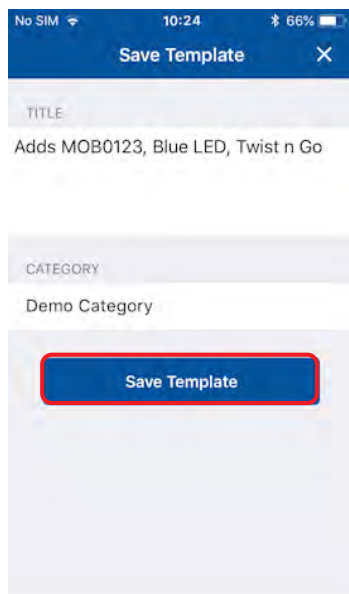 No SIM 10:24 66%
Save Template
TITLE
Adds MOB0123, Blue LED, Twist n Go
CATEGORY
Demo Category
Save Template